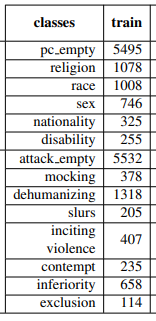 classes train
pc_empty 5495
religion 1078
race 1008
sex 746
nationality 325
disability 255
attack_empty 5532
mocking 378
dehumanizing 1318
slurs 205
inciting
violence 407
contempt 235
inferiority 658
exclusion 114